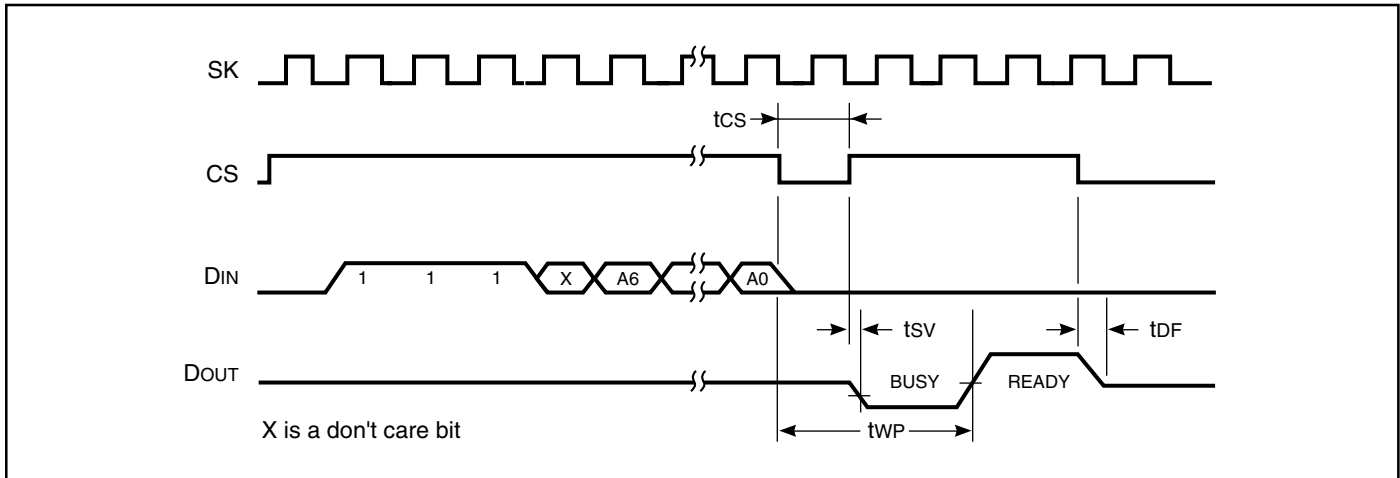 SK
tCS
CS
DIN
1 1 1 X A6 A0
tSV
tDF
DOUT
BUSY READY
tWP
X is a don't care bit